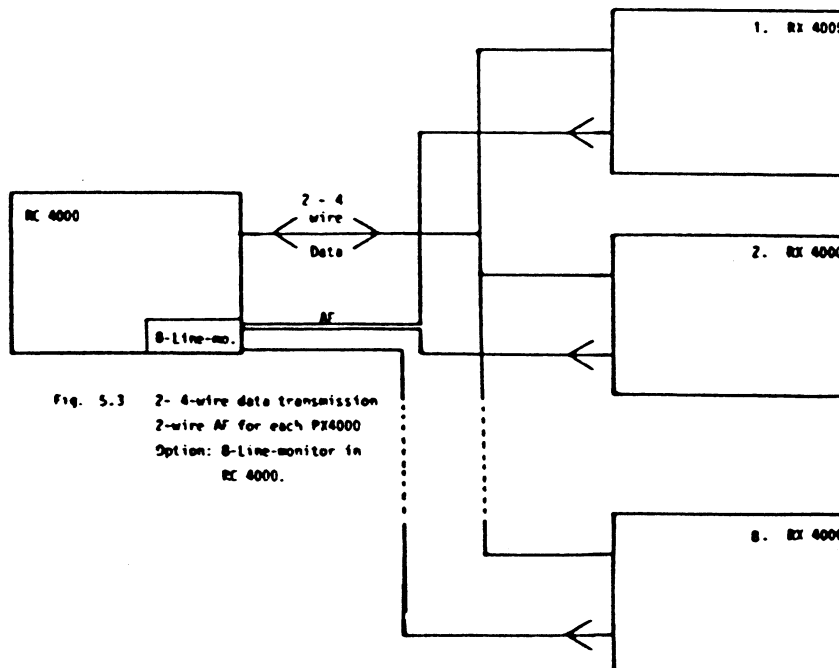 1. RX 4005
RC 4000
2 - 4
wire
Data
2. RX 4000
AF
8-Line-mo.
Fig. 5.3 2- 4-wire data transmission
2-wire AF for each PX4000
Option: 8-Line-monitor in
RC 4000.
8. RX 4000